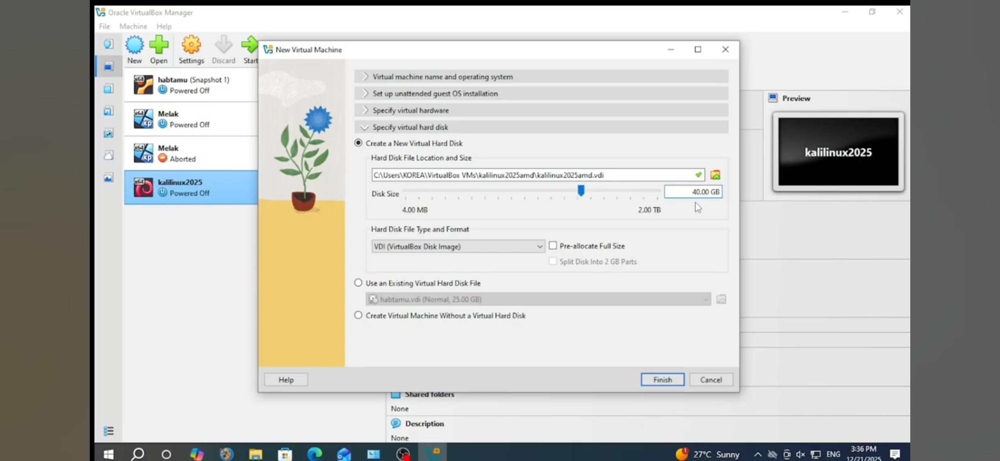 Oracle VirtualBox Manager
File Machine Help
New Open Settings Discard Start
habtamu (Snapshot 1)
Powered Off
Melak
Powered Off
Melak
Aborted
kalilinux2025
Powered Off
New Virtual Machine
Virtual machine name and operating system
Set up unattended guest OS installation
Specify virtual hardware
Specify virtual hard disk
Create a New Virtual Hard Disk
Hard Disk File Location and Size
C:\Users\KOREA\VirtualBox VMs\kalilinux2025amd\kalilinux2025amd.vdi
Disk Size
40.00 GB
4.00 MB 2.00 TB
Hard Disk File Type and Format
VDI (VirtualBox Disk Image)
Pre-allocate Full Size
Split Disk Into 2 GB Parts
Use an Existing Virtual Hard Disk File
habtamu.vdi (Normal, 25.00 GB)
Create Virtual Machine Without a Virtual Hard Disk
Help Finish Cancel
Preview
kalilinux2025
Shared folders
None
Description
None
27°C Sunny
ENG
3:36 PM
12/21/2025